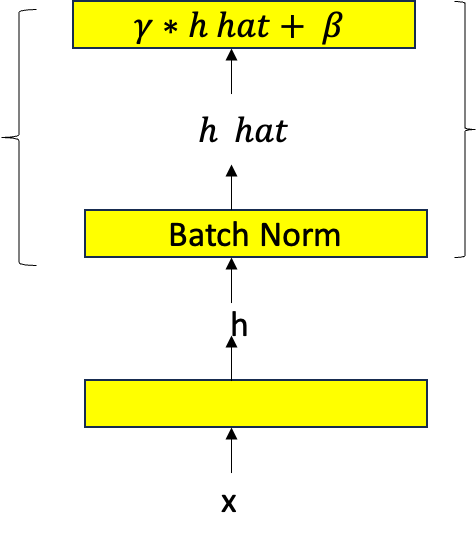 γ * h hat + β
h hat
Batch Norm
h
x